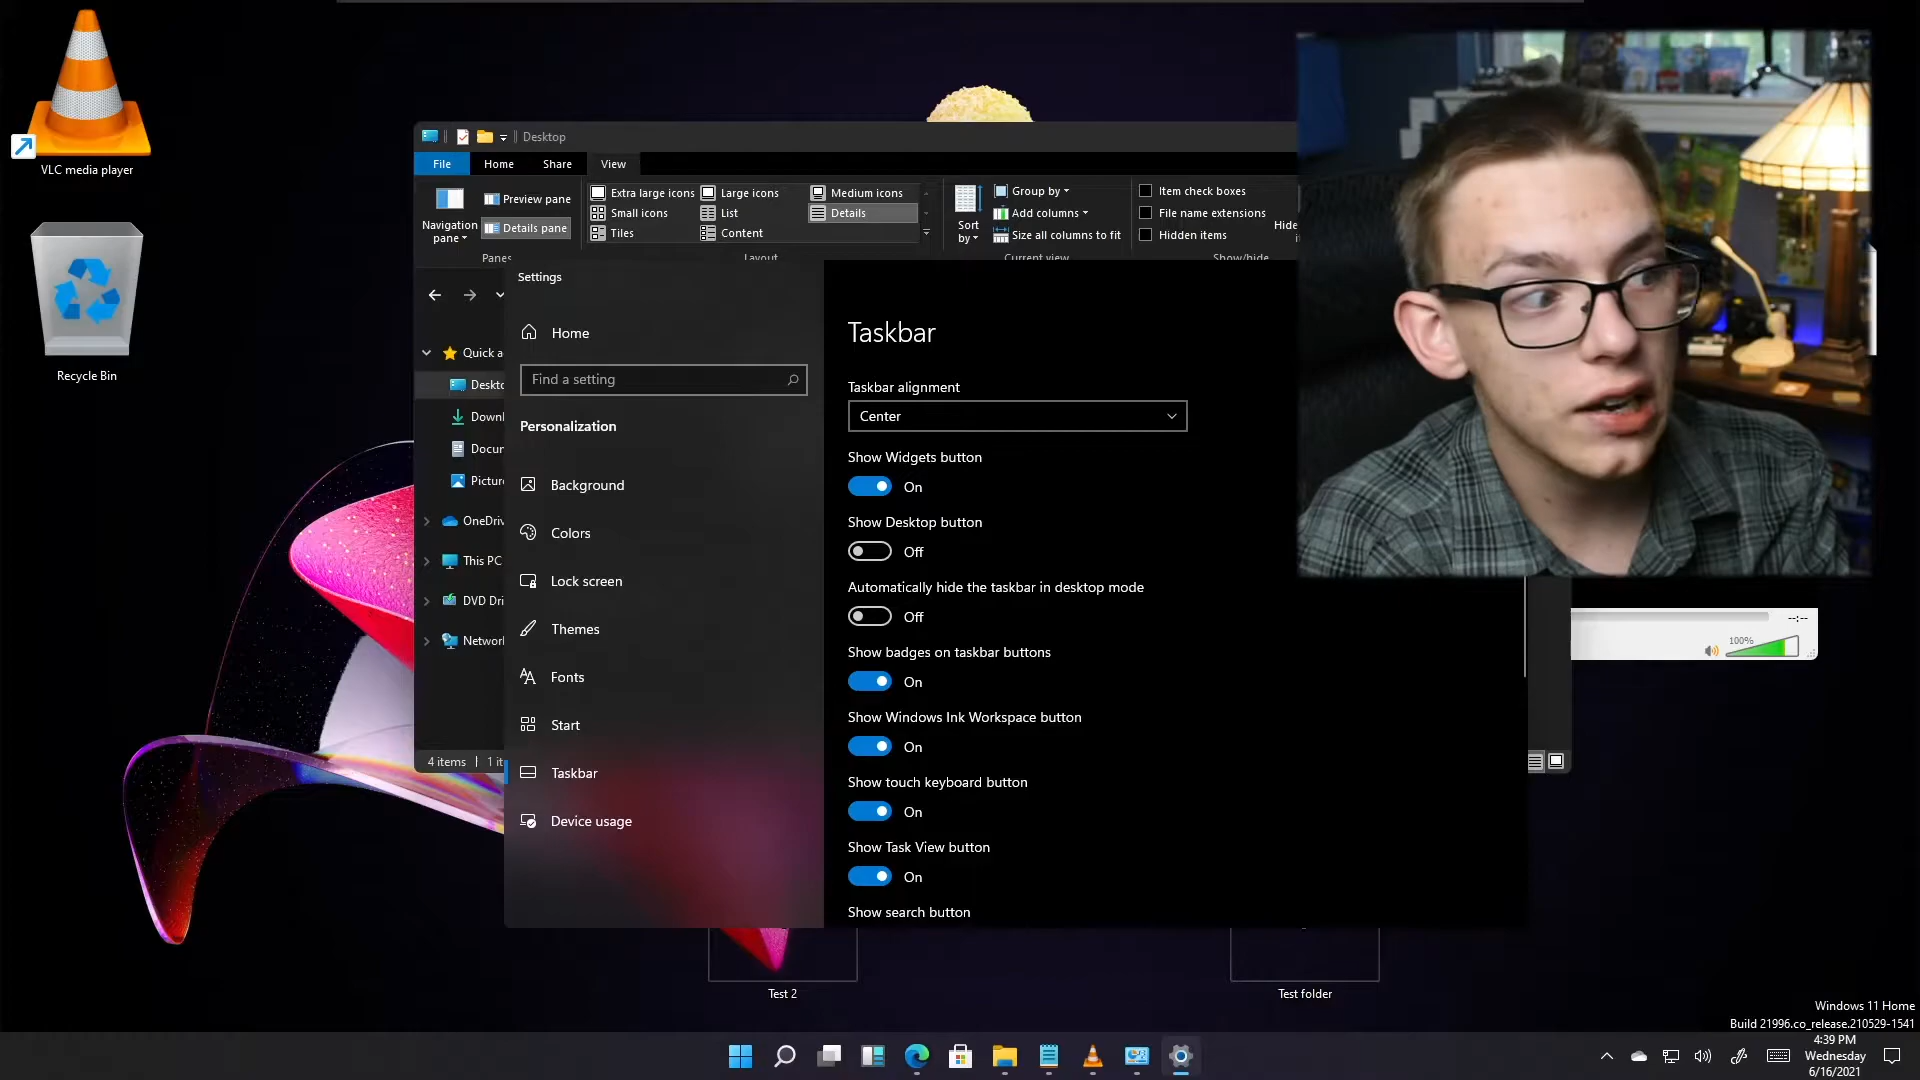 VLC media player
Recycle Bin
Desktop
File
Home
Share
View
Navigation
pane
Preview pane
Details pane
Extra large icons
Large icons
Medium icons
Small icons
List
Details
Tiles
Content
Sort
by
Group by
Add columns
Size all columns to fit
Item check boxes
File name extensions
Hidden items
Hide
Panes
Layout
Current view
Show/hide
Quick a
Deskto
Downl
Docur
Picture
OneDriv
This PC
DVD Dri
Networ
4 items
1 it
Settings
Home
Find a setting
Personalization
Background
Colors
Lock screen
Themes
Fonts
Start
Taskbar
Device usage
Taskbar
Taskbar alignment
Center
Show Widgets button
On
Show Desktop button
Off
Automatically hide the taskbar in desktop mode
Off
Show badges on taskbar buttons
On
Show Windows Ink Workspace button
On
Show touch keyboard button
On
Show Task View button
On
Show search button
--:--
100%
Test 2
Test folder
Windows 11 Home
Build 21996.co_release.210529-1541
4:39 PM
Wednesday
6/16/2021